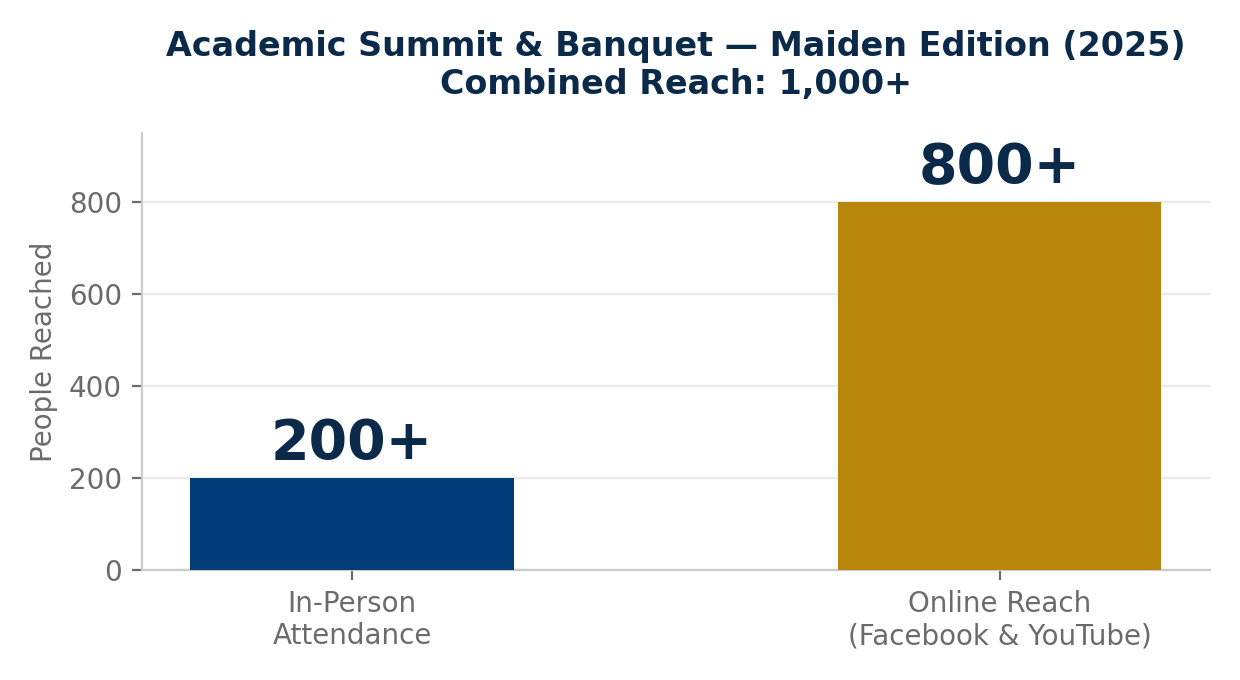 Academic Summit & Banquet — Maiden Edition (2025)
Combined Reach: 1,000+
People Reached
800
600
400
200
0
200+
800+
In-Person
Attendance
Online Reach
(Facebook & YouTube)